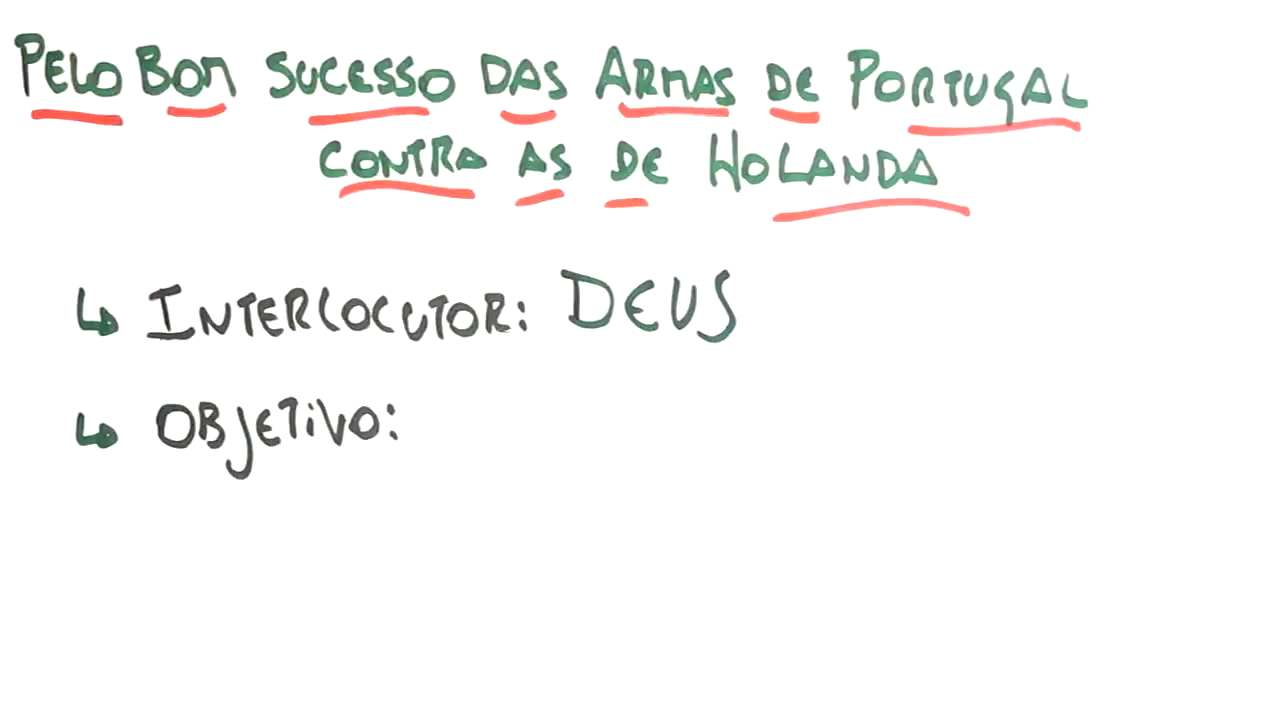 PELO BOM SUCESSO DAS ARMAS DE PORTUGAL
CONTRA AS DE HOLANDA
↳ INTERLOCUTOR: DEUS
↳ OBJETIVO: